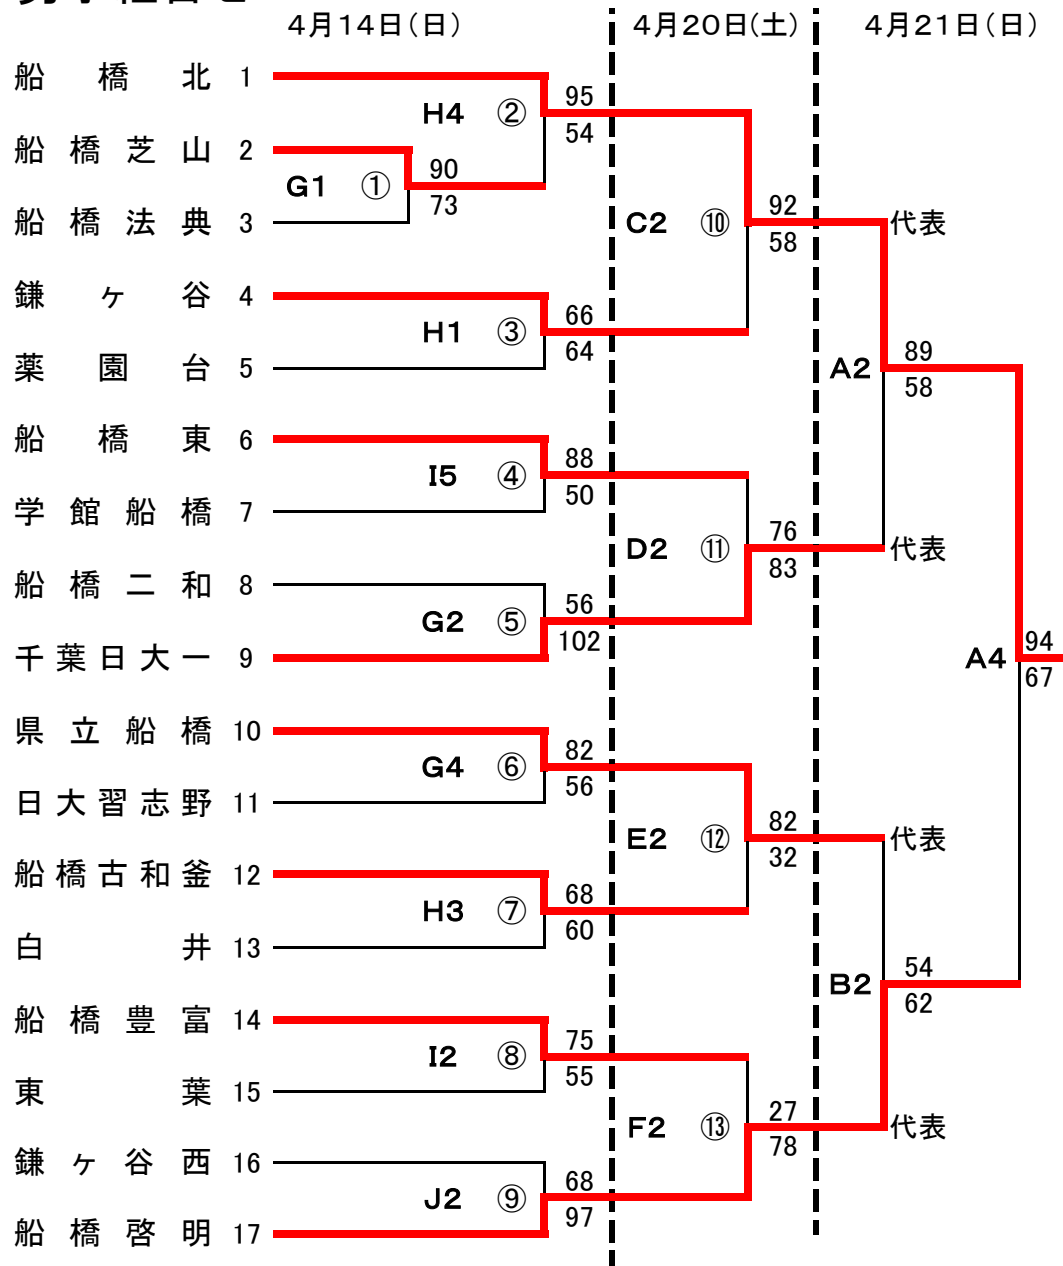 4月14日(日) 4月20日(土) 4月21日(日)
船橋北 1
95
H4 ②
54
船橋芝山 2
90
G1 ①
73
船橋法典 3
92
C2 ⑩ 代表
58
鎌ヶ谷 4
66
H1 ③
64
薬園台 5
89
A2
58
船橋東 6
88
I5 ④
50
学館船橋 7
76
D2 ⑪ 代表
83
船橋二和 8
56
G2 ⑤
102
千葉日大一 9
94
A4
67
県立船橋 10
82
G4 ⑥
56
日大習志野 11
82
E2 ⑫ 代表
32
船橋古和釜 12
68
H3 ⑦
60
白井 13
54
B2
62
船橋豊富 14
75
I2 ⑧
55
東葉 15
27
F2 ⑬ 代表
78
鎌ヶ谷西 16
68
J2 ⑨
97
船橋啓明 17